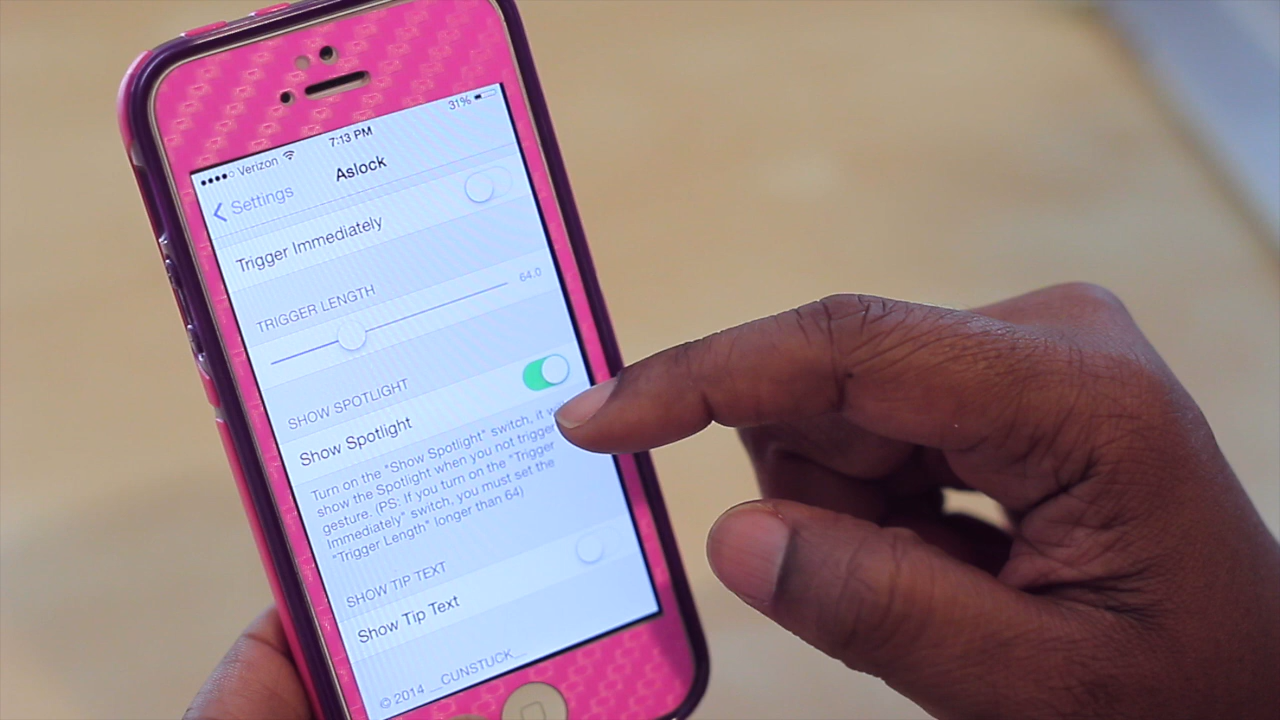 Verizon 7:13 PM 31%
Settings Aslock
Trigger Immediately
TRIGGER LENGTH
64.0
SHOW SPOTLIGHT
Show Spotlight
Turn on the "Show Spotlight" switch, it
show the Spotlight when you not trigger
gesture. (PS: If you turn on the "Trigger
Immediately" switch, you must set the
"Trigger Length" longer than 64)
SHOW TIP TEXT
Show Tip Text
© 2014 __CUNSTUCK__